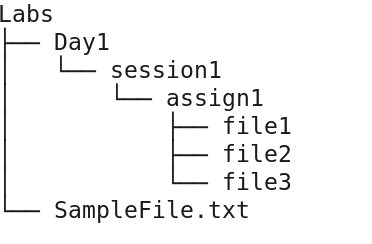 Labs
├── Day1
│   └── session1
│       └── assign1
│           ├── file1
│           ├── file2
│           └── file3
└── SampleFile.txt